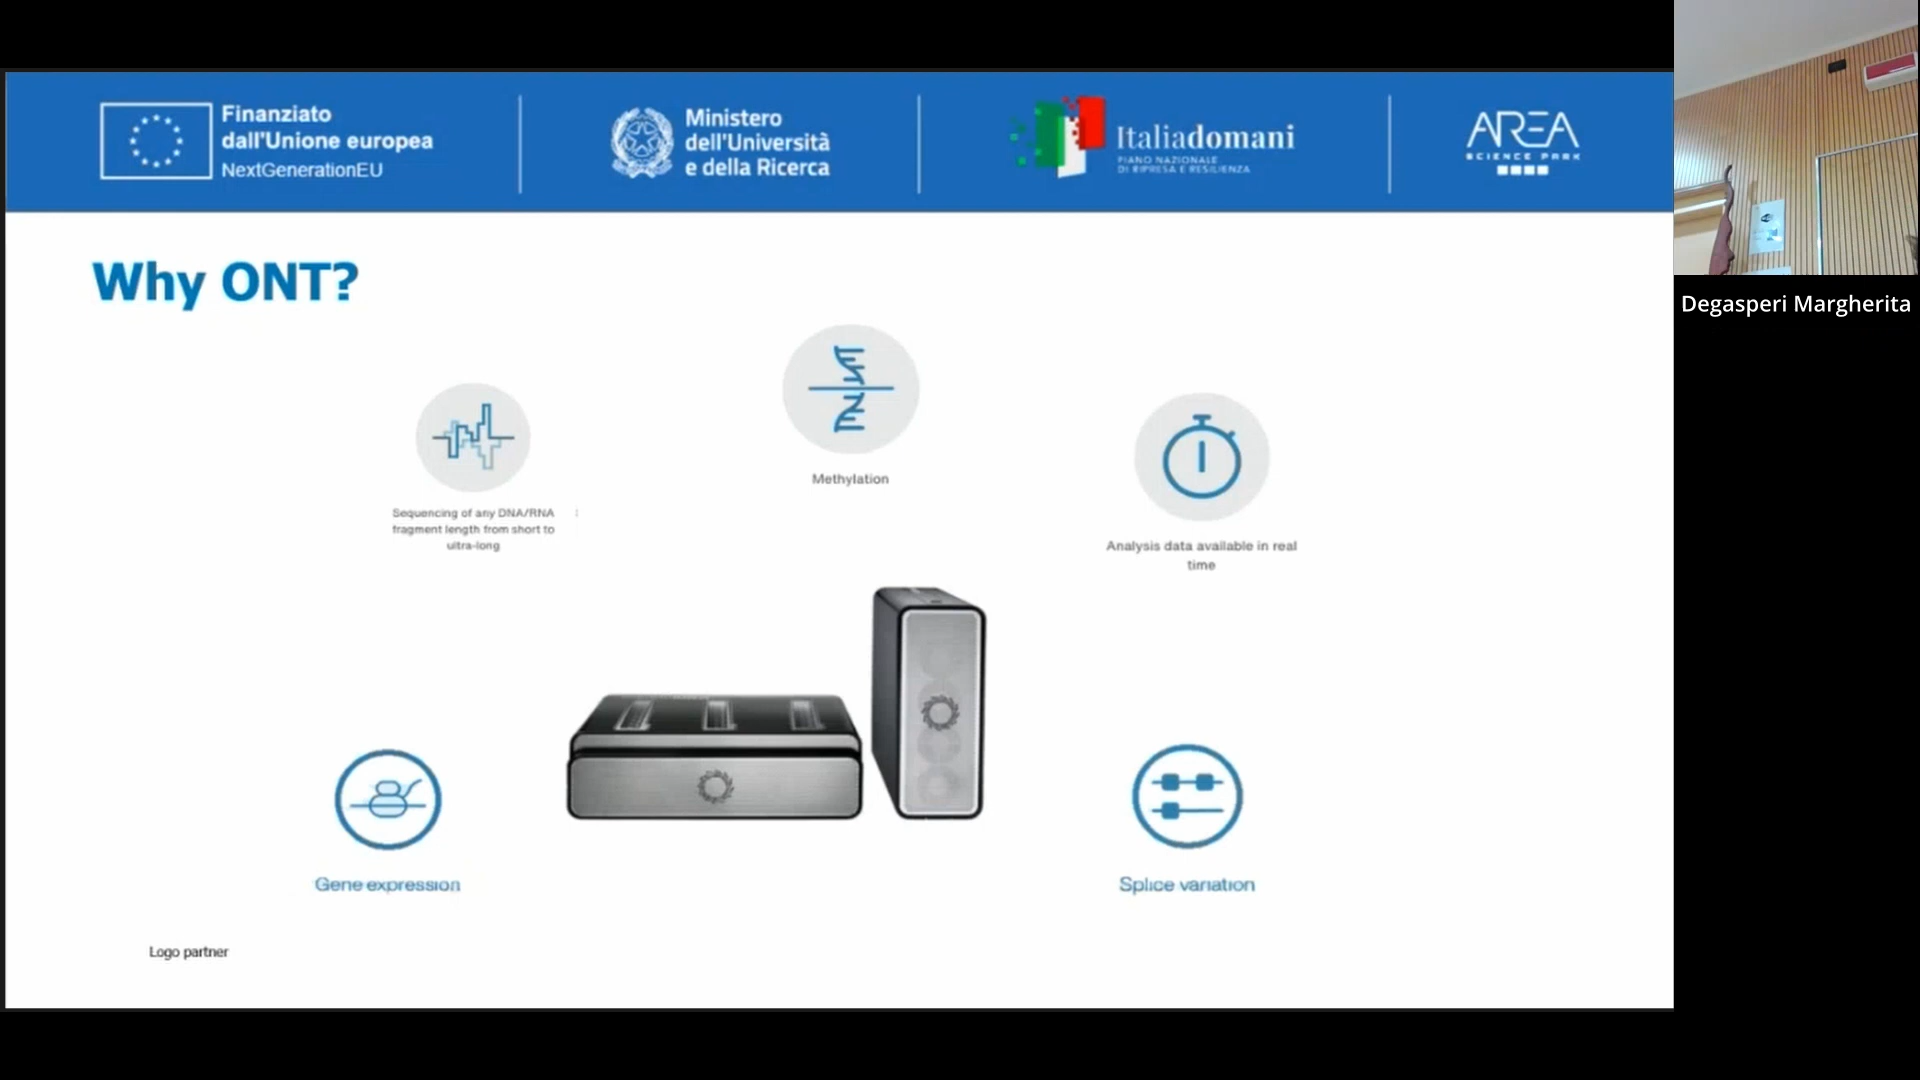 Finanziato
dall'Unione europea
NextGenerationEU
Ministero
dell'Università
e della Ricerca
Italiadomani
PIANO NAZIONALE
DI RIPRESA E RESILIENZA
AREA
SCIENCE PARK
Why ONT?
Methylation
Sequencing of any DNA/RNA
fragment length from short to
ultra-long
Analysis data available in real
time
Gene expression
Splice variation
Logo partner
Degasperi Margherita